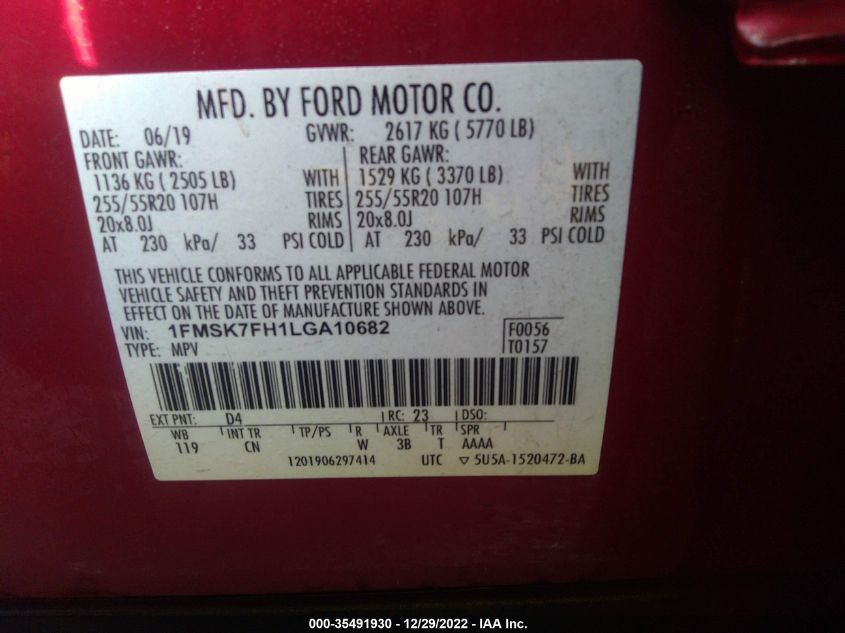 MFD. BY FORD MOTOR CO.
DATE: 06/19 GVWR: 2617 KG ( 5770 LB)
FRONT GAWR: REAR GAWR:
1136 KG ( 2505 LB) WITH 1529 KG ( 3370 LB) WITH
255/55R20 107H TIRES 255/55R20 107H TIRES
20x8.0J RIMS 20x8.0J RIMS
AT 230 kPa/ 33 PSI COLD AT 230 kPa/ 33 PSI COLD
THIS VEHICLE CONFORMS TO ALL APPLICABLE FEDERAL MOTOR
VEHICLE SAFETY AND THEFT PREVENTION STANDARDS IN
EFFECT ON THE DATE OF MANUFACTURE SHOWN ABOVE.
VIN: 1FMSK7FH1LGA10682 F0056
TYPE: MPV T0157
EXT PNT: D4 RC: 23 DSO:
WB INT TR TP/PS R AXLE TR SPR
119 CN W 3B T AAAA
1201906297414 UTC ▽ 5U5A-1520472-BA
000-35491930 - 12/29/2022 - IAA Inc.